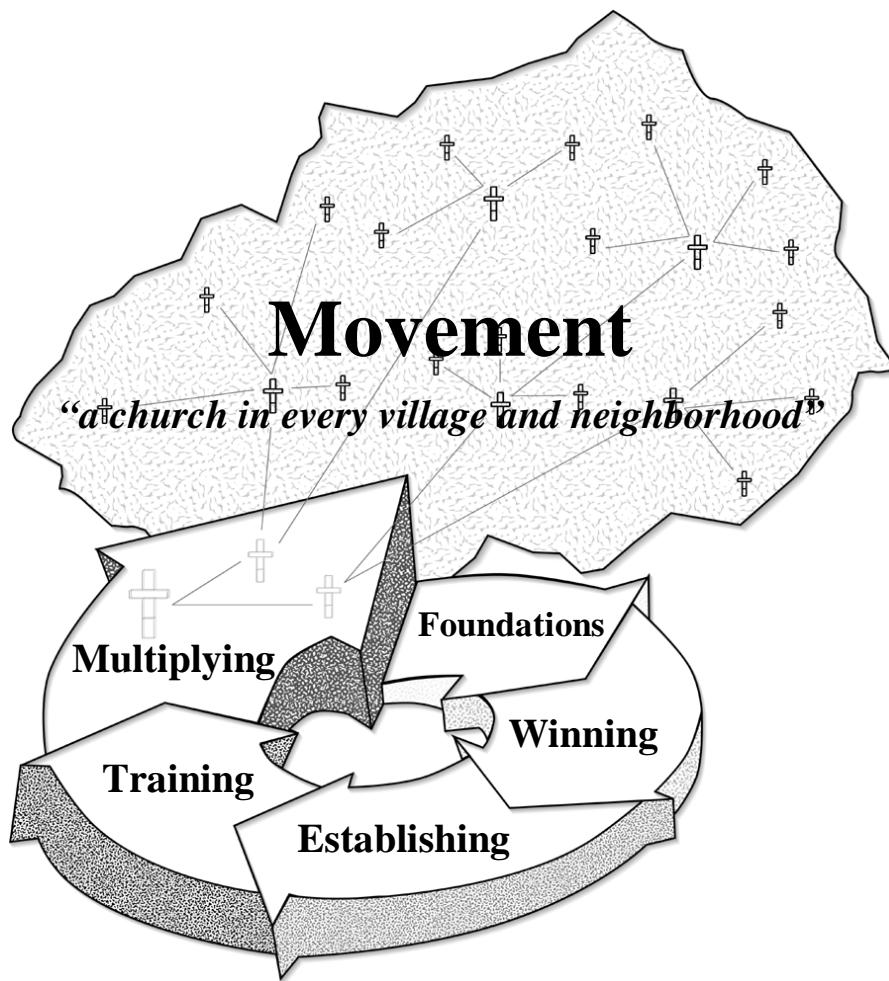 Movement
“a church in every village and neighborhood”
Foundations
Multiplying
Winning
Training
Establishing